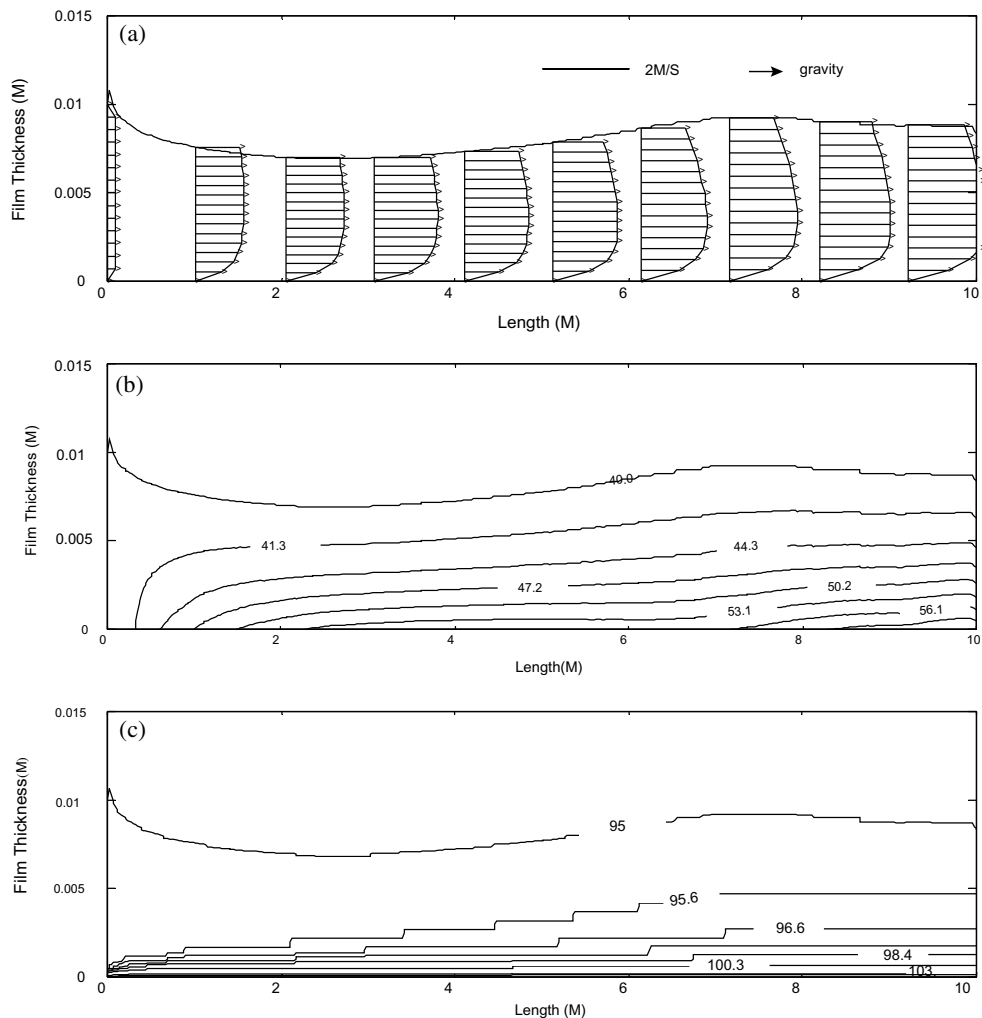 0.015
(a)
2M/S
gravity
0.01
0.005
0
Film Thickness (M)
0 2 4 6 8 10
Length (M)
0.015
(b)
0.01
0.005
0
Film Thickness (M)
40.0
41.3
44.3
47.2
50.2
53.1
56.1
0 2 4 6 8 10
Length(M)
0.015
(c)
0.01
0.005
0
Film Thickness(M)
95
95.6
96.6
98.4
100.3
103.
0 2 4 6 8 10
Length (M)